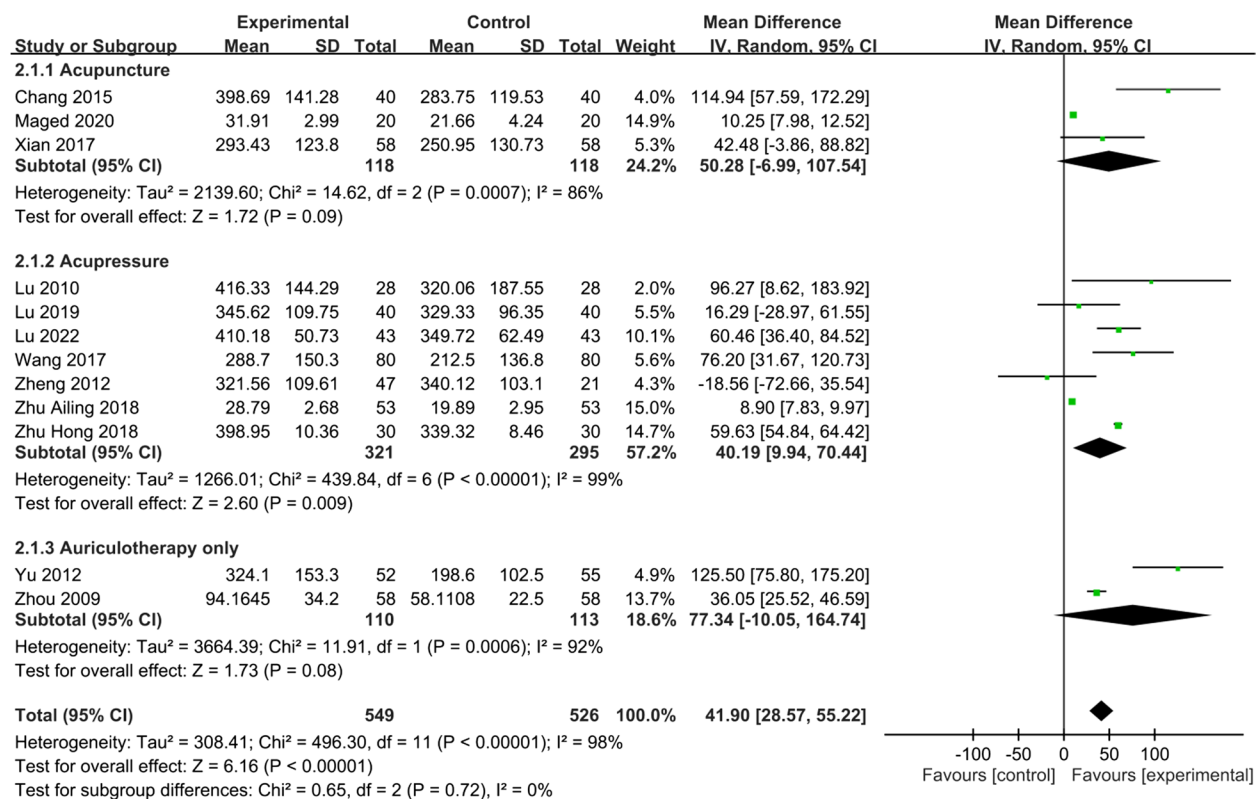 Experimental Control Mean Difference Mean Difference
Study or Subgroup Mean SD Total Mean SD Total Weight IV, Random, 95% CI IV, Random, 95% CI
2.1.1 Acupuncture
Chang 2015 398.69 141.28 40 283.75 119.53 40 4.0% 114.94 [57.59, 172.29]
Maged 2020 31.91 2.99 20 21.66 4.24 20 14.9% 10.25 [7.98, 12.52]
Xian 2017 293.43 123.8 58 250.95 130.73 58 5.3% 42.48 [-3.86, 88.82]
Subtotal (95% CI) 118 118 24.2% 50.28 [-6.99, 107.54]
Heterogeneity: Tau² = 2139.60; Chi² = 14.62, df = 2 (P = 0.0007); I² = 86%
Test for overall effect: Z = 1.72 (P = 0.09)
2.1.2 Acupressure
Lu 2010 416.33 144.29 28 320.06 187.55 28 2.0% 96.27 [8.62, 183.92]
Lu 2019 345.62 109.75 40 329.33 96.35 40 5.5% 16.29 [-28.97, 61.55]
Lu 2022 410.18 50.73 43 349.72 62.49 43 10.1% 60.46 [36.40, 84.52]
Wang 2017 288.7 150.3 80 212.5 136.8 80 5.6% 76.20 [31.67, 120.73]
Zheng 2012 321.56 109.61 47 340.12 103.1 21 4.3% -18.56 [-72.66, 35.54]
Zhu Ailing 2018 28.79 2.68 53 19.89 2.95 53 15.0% 8.90 [7.83, 9.97]
Zhu Hong 2018 398.95 10.36 30 339.32 8.46 30 14.7% 59.63 [54.84, 64.42]
Subtotal (95% CI) 321 295 57.2% 40.19 [9.94, 70.44]
Heterogeneity: Tau² = 1266.01; Chi² = 439.84, df = 6 (P < 0.00001); I² = 99%
Test for overall effect: Z = 2.60 (P = 0.009)
2.1.3 Auriculotherapy only
Yu 2012 324.1 153.3 52 198.6 102.5 55 4.9% 125.50 [75.80, 175.20]
Zhou 2009 94.1645 34.2 58 58.1108 22.5 58 13.7% 36.05 [25.52, 46.59]
Subtotal (95% CI) 110 113 18.6% 77.34 [-10.05, 164.74]
Heterogeneity: Tau² = 3664.39; Chi² = 11.91, df = 1 (P = 0.0006); I² = 92%
Test for overall effect: Z = 1.73 (P = 0.08)
Total (95% CI) 549 526 100.0% 41.90 [28.57, 55.22]
Heterogeneity: Tau² = 308.41; Chi² = 496.30, df = 11 (P < 0.00001); I² = 98%
-100 -50 0 50 100
Test for overall effect: Z = 6.16 (P < 0.00001)
Favours [control] Favours [experimental]
Test for subgroup differences: Chi² = 0.65, df = 2 (P = 0.72), I² = 0%